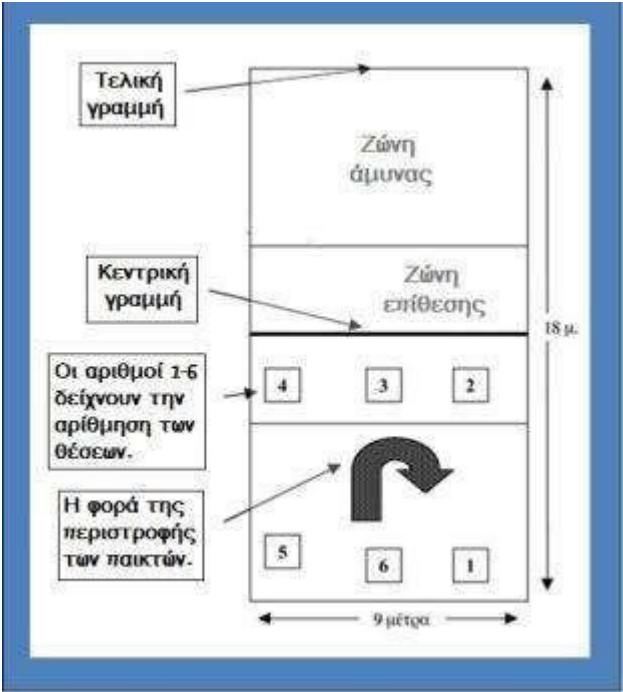 Τελική
γραμμή
Ζώνη
άμυνας
Κεντρική
γραμμή
Ζώνη
επίθεσης
18 μ.
Οι αριθμοί 1-6
δείχνουν την
αρίθμηση των
θέσεων.
4 3 2
Η φορά της
περιστροφής
των παικτών.
5 6 1
9 μέτρα